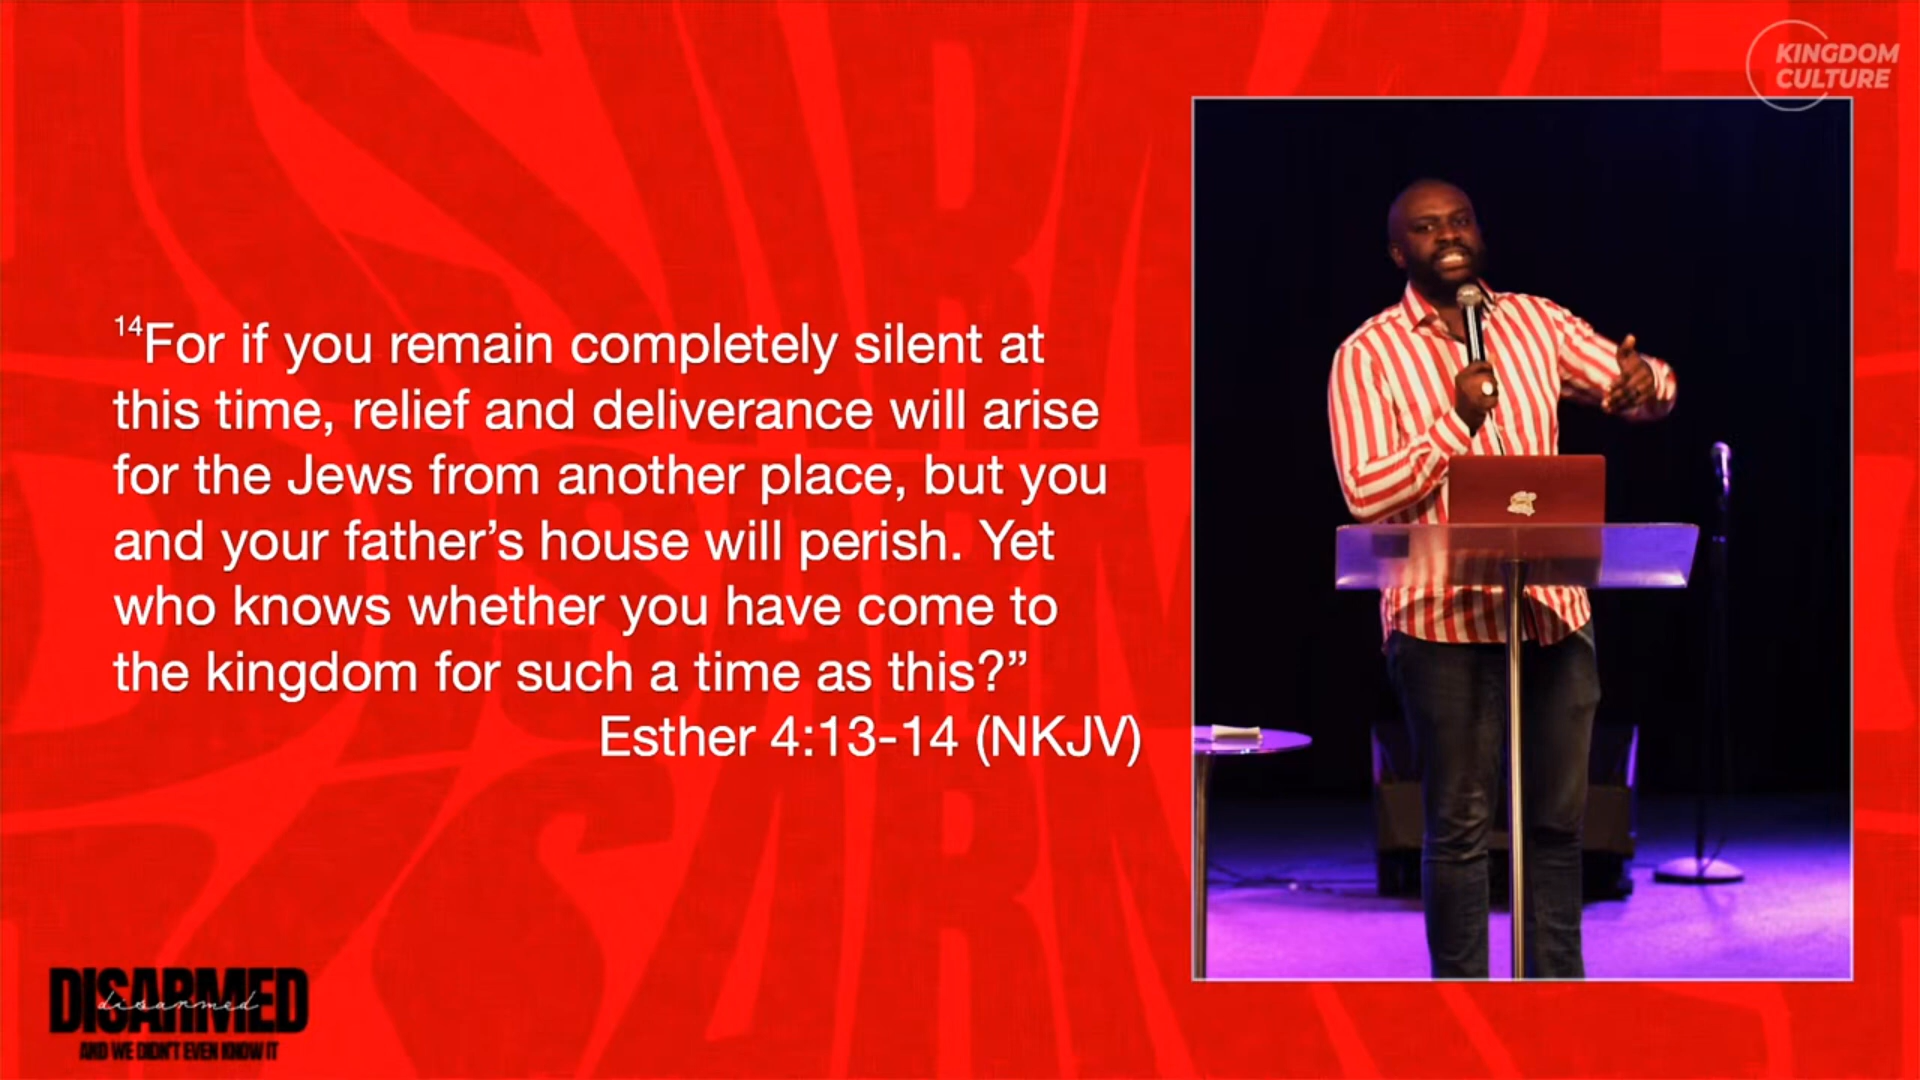 KINGDOM
CULTURE
¹⁴For if you remain completely silent at
this time, relief and deliverance will arise
for the Jews from another place, but you
and your father’s house will perish. Yet
who knows whether you have come to
the kingdom for such a time as this?”
Esther 4:13-14 (NKJV)
DISARMED
disarmed
AND WE DIDN'T EVEN KNOW IT